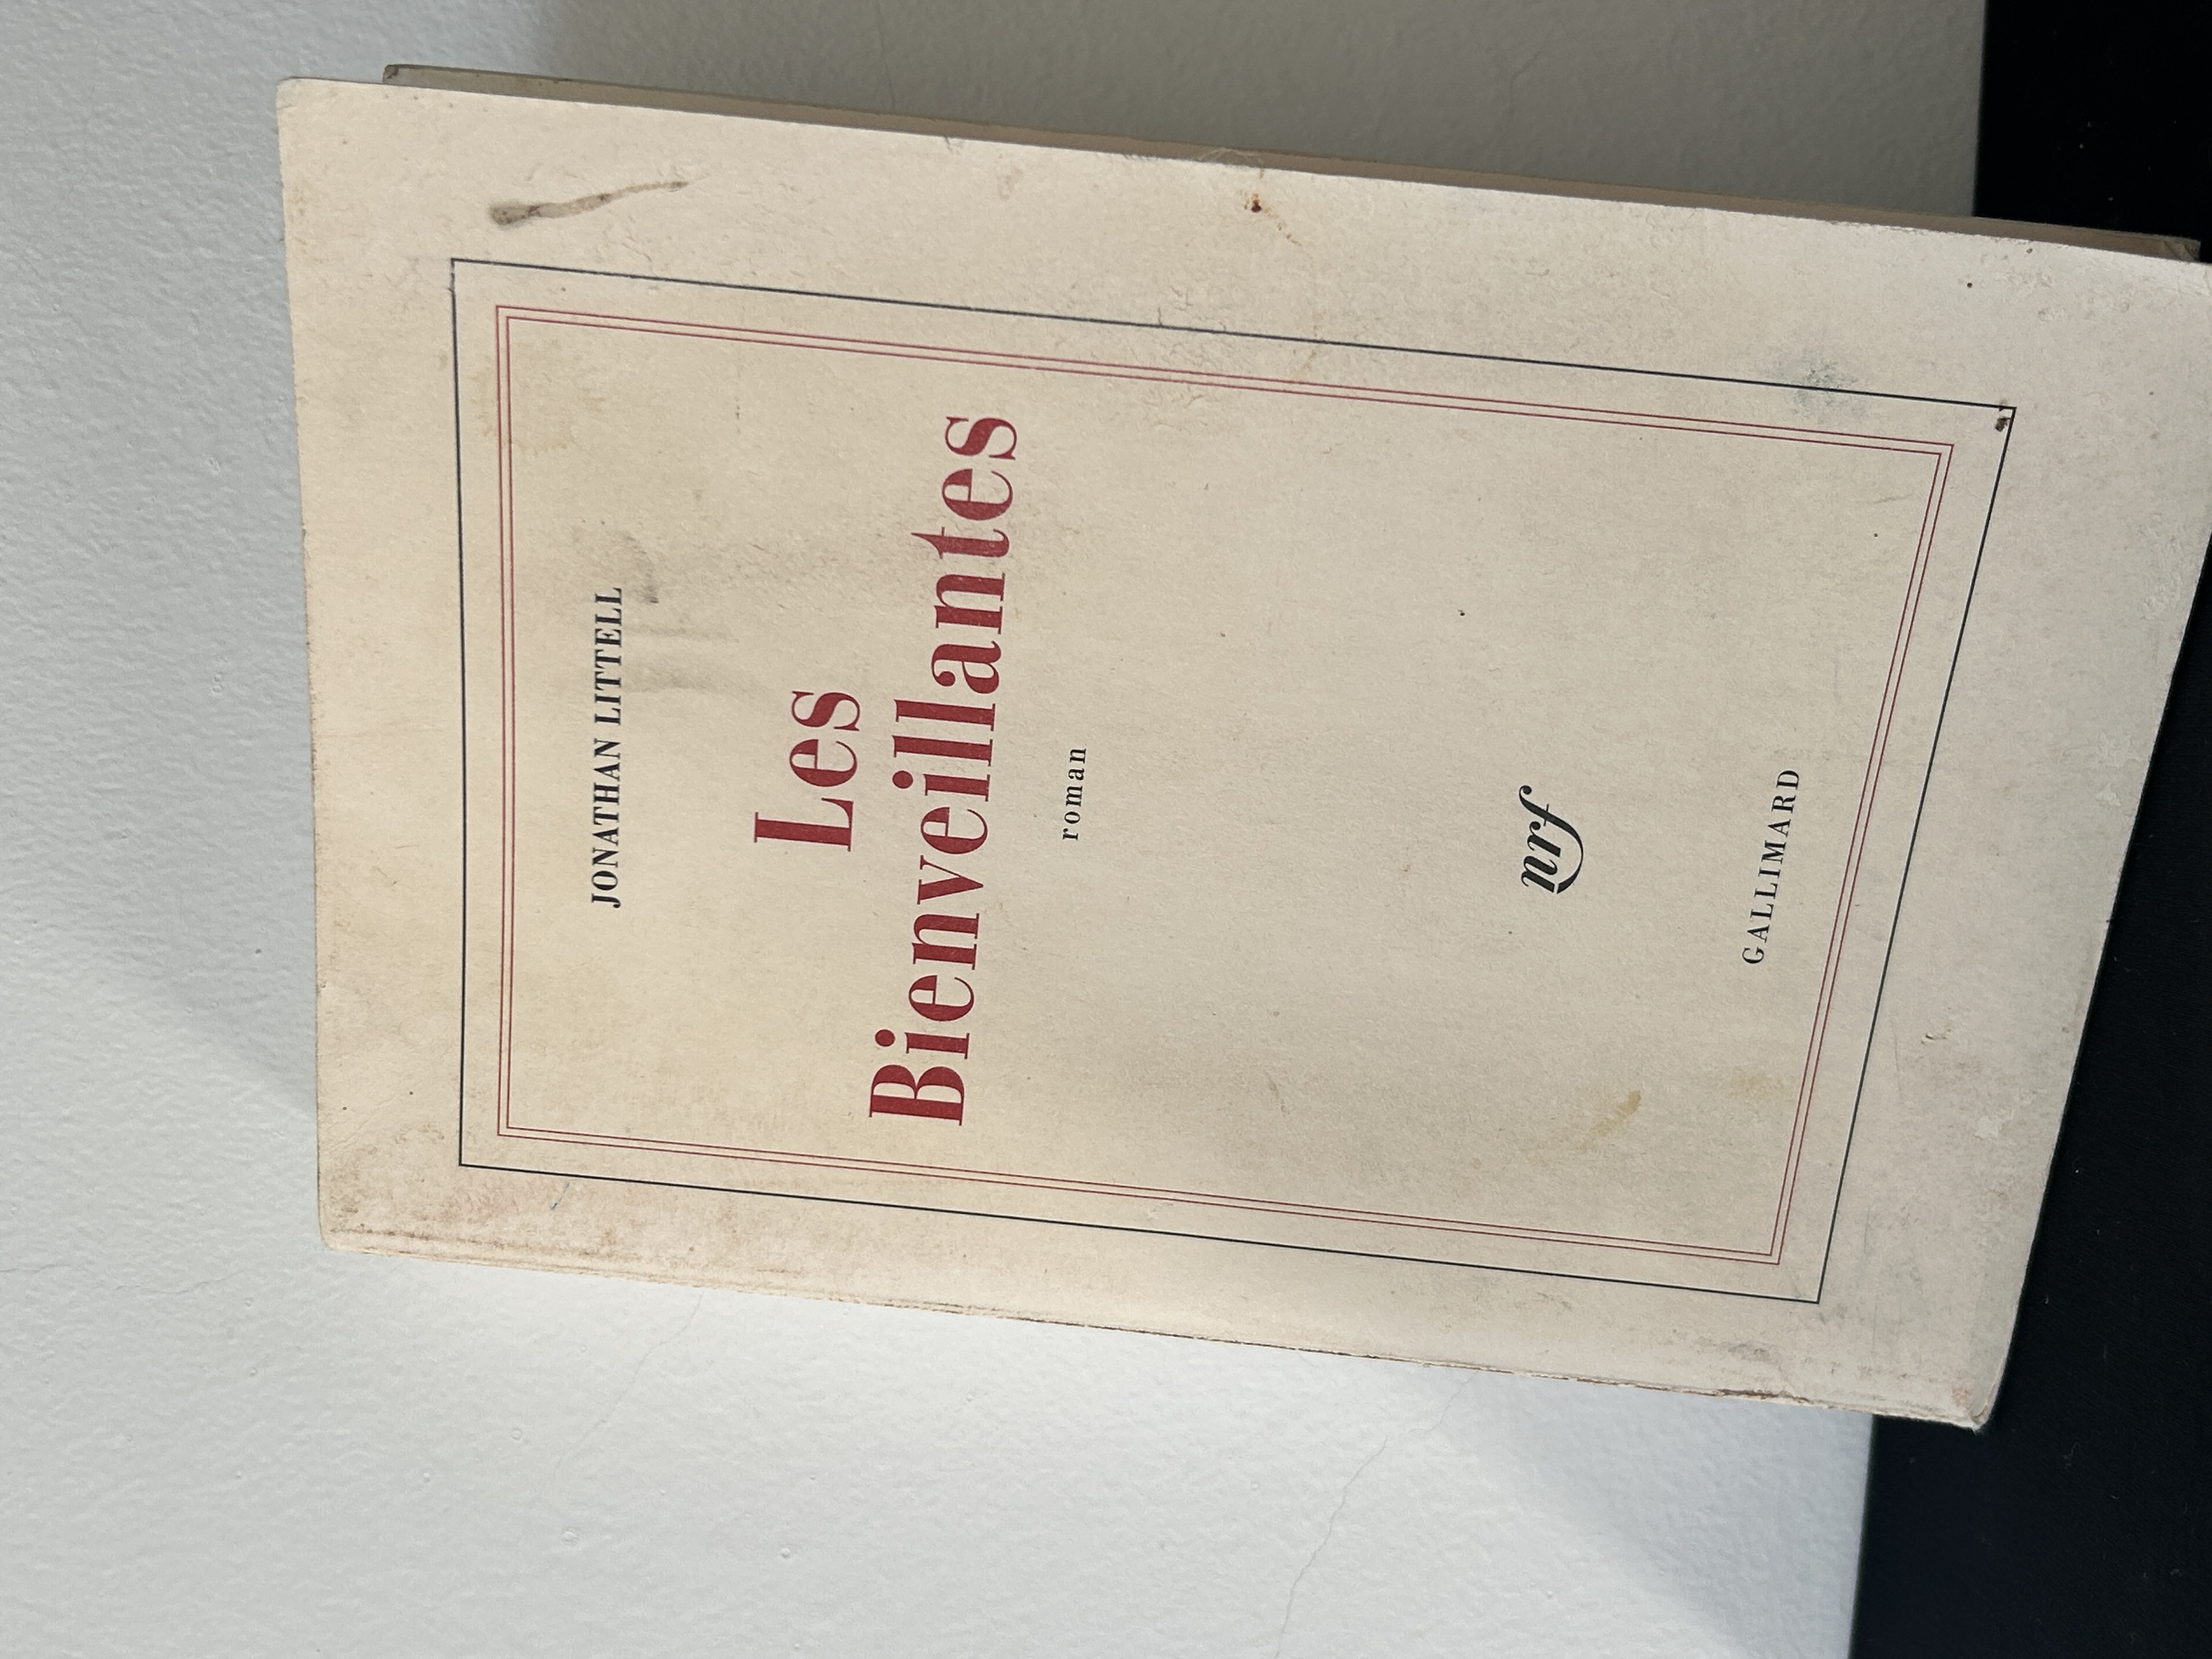 JONATHAN LITTELL
Les
Bienveillantes
roman
nrf
GALLIMARD